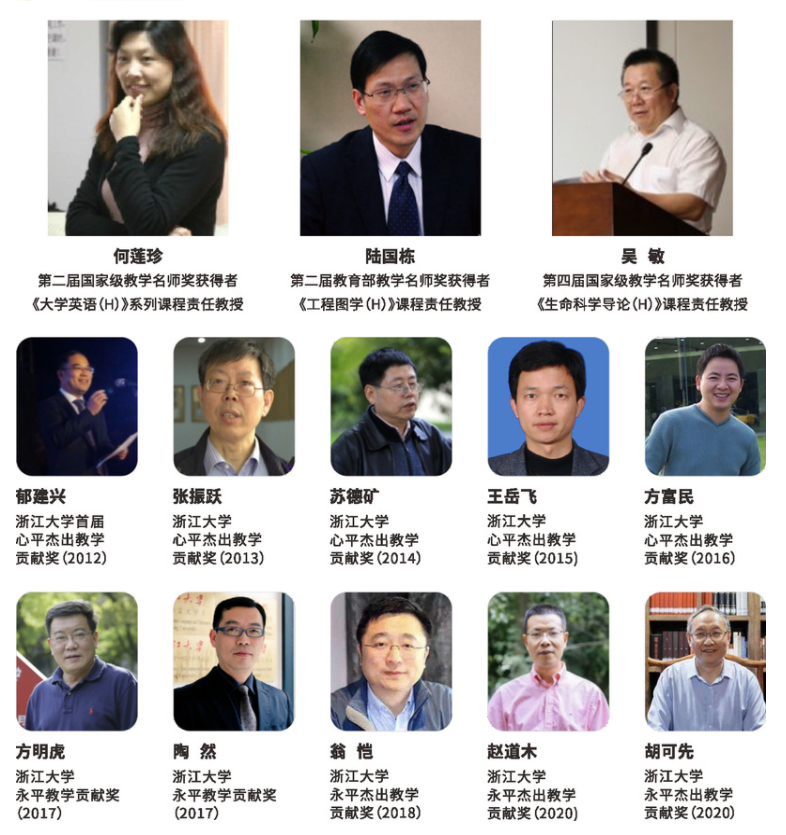 何莲珍
第二届国家级教学名师奖获得者
《大学英语(H)》系列课程责任教授
陆国栋
第二届教育部教学名师奖获得者
《工程图学(H)》课程责任教授
吴 敏
第四届国家级教学名师奖获得者
《生命科学导论(H)》课程责任教授
郁建兴
浙江大学首届
心平杰出教学
贡献奖(2012)
张振跃
浙江大学
心平杰出教学
贡献奖(2013)
苏德矿
浙江大学
心平杰出教学
贡献奖(2014)
王岳飞
浙江大学
心平杰出教学
贡献奖(2015)
方富民
浙江大学
心平杰出教学
贡献奖(2016)
方明虎
浙江大学
永平教学贡献奖
(2017)
陶 然
浙江大学
永平教学贡献奖
(2017)
翁 恺
浙江大学
永平杰出教学
贡献奖(2018)
赵道木
浙江大学
永平杰出教学
贡献奖(2020)
胡可先
浙江大学
永平杰出教学
贡献奖(2020)